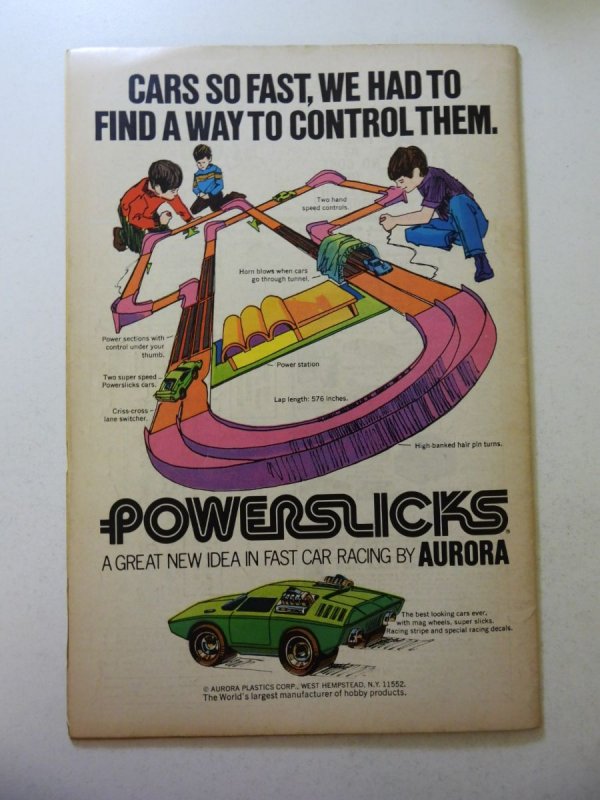 CARS SO FAST, WE HAD TO
FIND A WAY TO CONTROL THEM.
Two hand
speed controls.
Horn blows when cars
go through tunnel.
Power sections with
control under your
thumb.
Power station
Two super speed
Powerslicks cars.
Lap length: 576 inches.
Criss-cross
lane switcher.
High-banked hair pin turns.
POWERSLICKS®
A GREAT NEW IDEA IN FAST CAR RACING BY AURORA
The best looking cars ever,
with mag wheels, super slicks.
Racing stripe and special racing decals.
© AURORA PLASTICS CORP., WEST HEMPSTEAD, N.Y. 11552.
The World's largest manufacturer of hobby products.